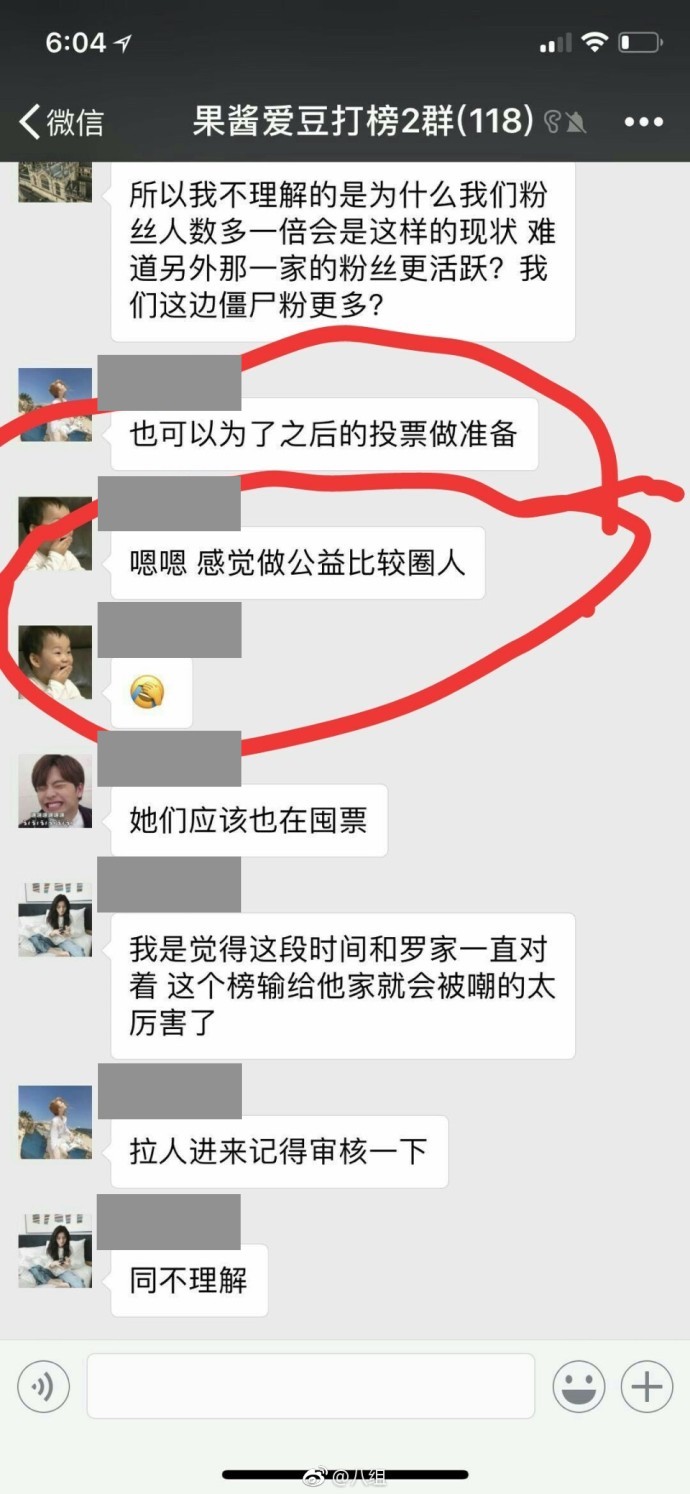 6:04
微信
果酱爱豆打榜2群(118)
所以我不理解的是为什么我们粉
丝人数多一倍会是这样的现状 难
道另外那一家的粉丝更活跃？我
们这边僵尸粉更多？
也可以为了之后的投票做准备
嗯嗯 感觉做公益比较圈人
她们应该也在囤票
我是觉得这段时间和罗家一直对
着 这个榜输给他家就会被嘲的太
厉害了
拉人进来记得审核一下
同不理解
@八组